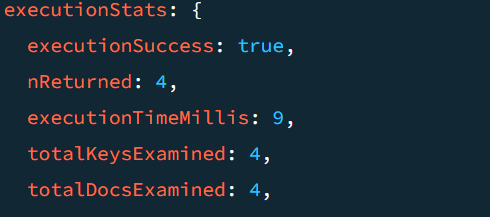 executionStats: {
executionSuccess: true,
nReturned: 4,
executionTimeMillis: 9,
totalKeysExamined: 4,
totalDocsExamined: 4,